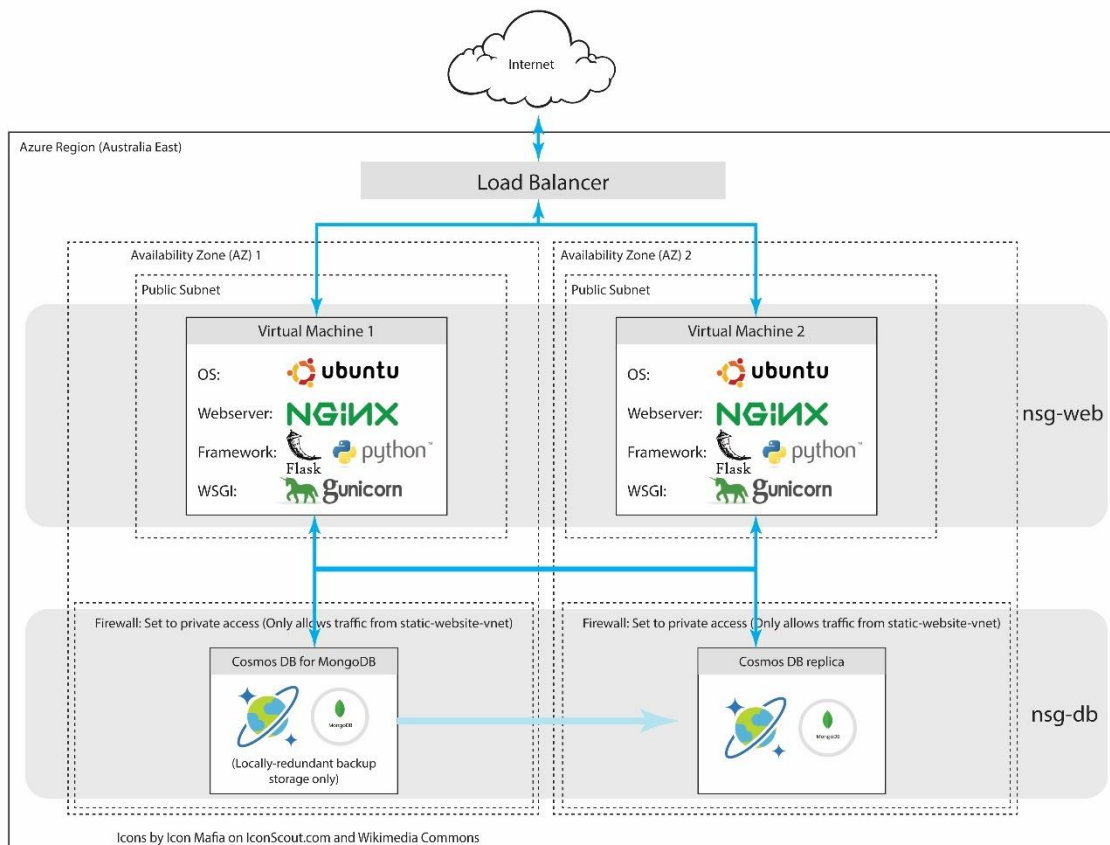 Internet
Azure Region (Australia East)
Load Balancer
Availability Zone (AZ) 1
Availability Zone (AZ) 2
Public Subnet
Public Subnet
Virtual Machine 1
OS: ubuntu
Webserver: NGINX
Framework: Flask python™
WSGI: gunicorn
Virtual Machine 2
OS: ubuntu
Webserver: NGINX
Framework: Flask python™
WSGI: gunicorn
nsg-web
Firewall: Set to private access (Only allows traffic from static-website-vnet)
Firewall: Set to private access (Only allows traffic from static-website-vnet)
Cosmos DB for MongoDB
MongoDB
(Locally-redundant backup
storage only)
Cosmos DB replica
MongoDB
nsg-db
Icons by Icon Mafia on IconScout.com and Wikimedia Commons